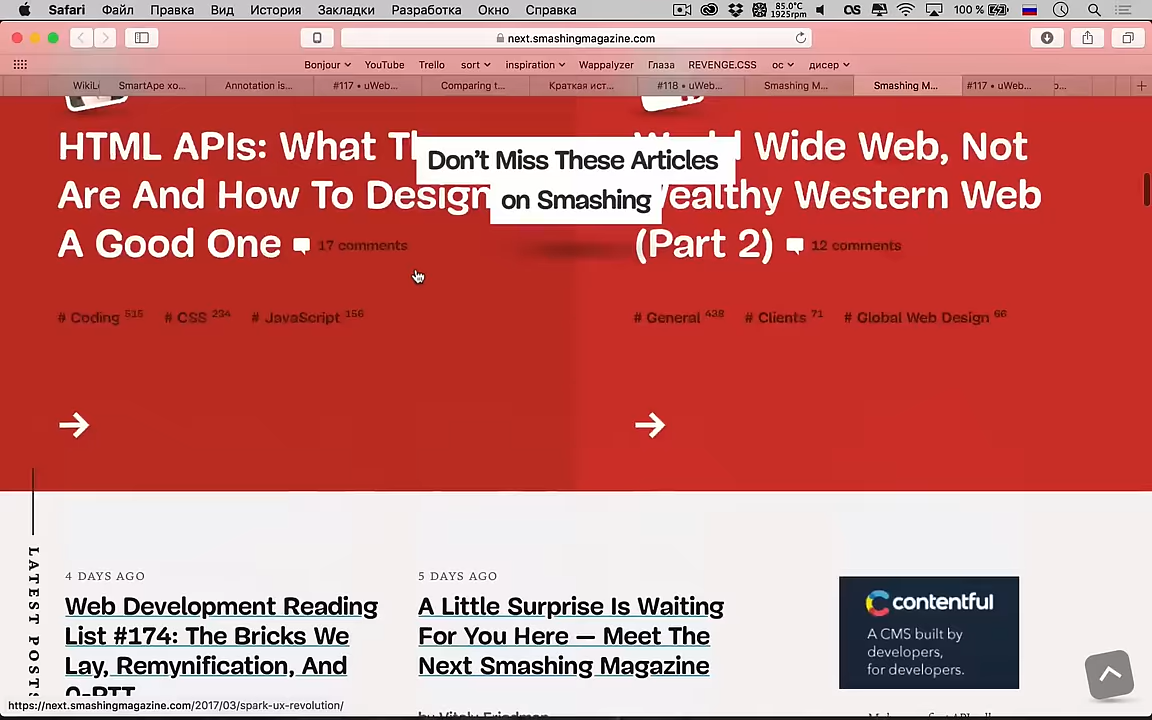 Safari Файл Правка Вид История Закладки Разработка Окно Справка 85.0°C 1925rpm 100 %
next.smashingmagazine.com
Bonjour YouTube Trello sort inspiration Wappalyzer Глаза REVENGE.CSS ос дисер
WikiL SmartApe хо... Annotation is... #117 • uWeb... Comparing t... Краткая ист... #118 • uWeb... Smashing M... Smashing M... #117 • uWeb...
Don't Miss These Articles
on Smashing
HTML APIs: What Th
Are And How To Design
A Good One 17 comments
# Coding 515 # CSS 234 # JavaScript 156
World Wide Web, Not
Wealthy Western Web
(Part 2) 12 comments
# General 438 # Clients 71 # Global Web Design 66
LATEST POSTS
4 DAYS AGO
Web Development Reading
List #174: The Bricks We
Lay, Remynification, And
0-RTT
5 DAYS AGO
A Little Surprise Is Waiting
For You Here — Meet The
Next Smashing Magazine
by Vitaly Friedman
contentful
A CMS built by
developers,
for developers.
https://next.smashingmagazine.com/2017/03/spark-ux-revolution/